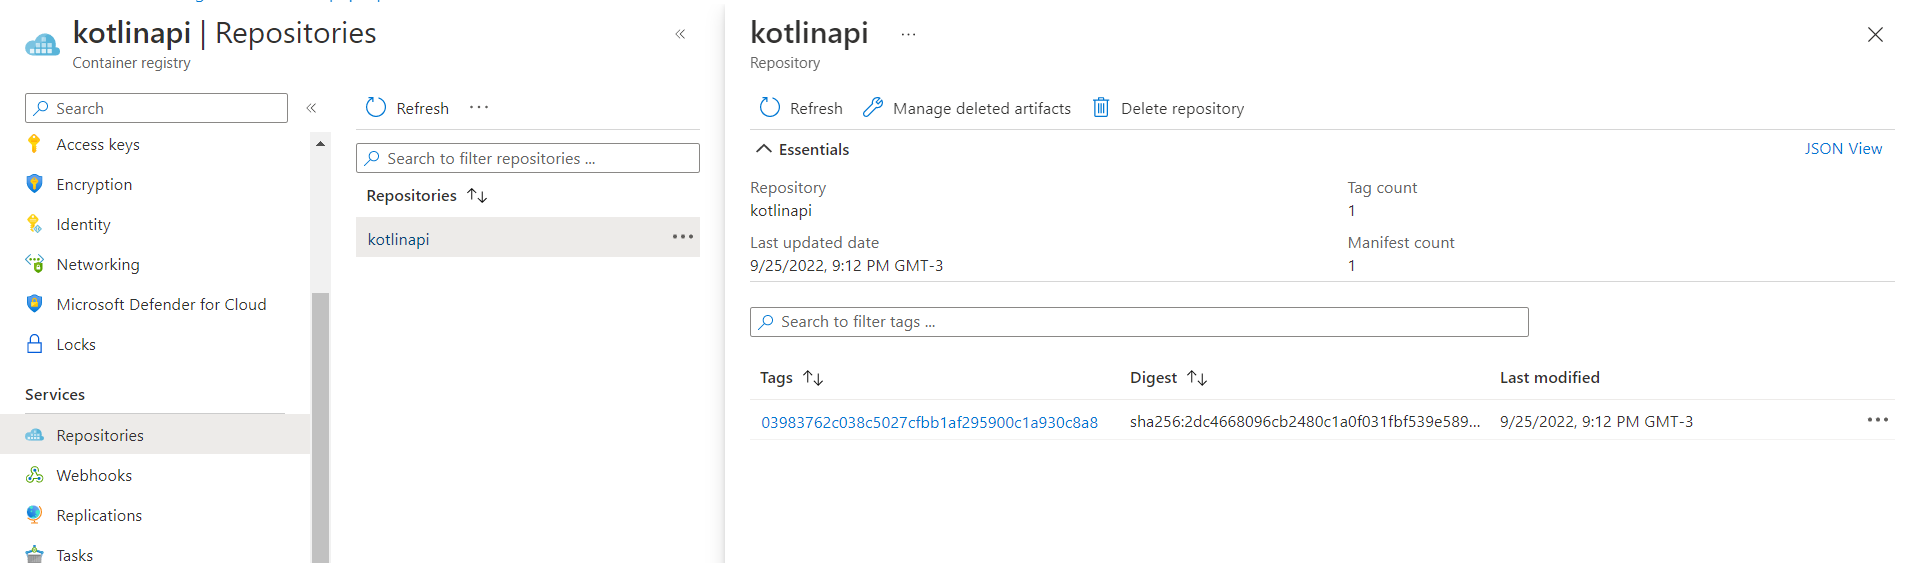 kotlinapi | Repositories
Container registry
«
Search
«
Access keys
Encryption
Identity
Networking
Microsoft Defender for Cloud
Locks
Services
Repositories
Webhooks
Replications
Tasks
Refresh ...
Search to filter repositories ...
Repositories ↑↓
kotlinapi ...
kotlinapi ...
Repository
Refresh Manage deleted artifacts Delete repository
Essentials JSON View
Repository Tag count
kotlinapi 1
Last updated date Manifest count
9/25/2022, 9:12 PM GMT-3 1
Search to filter tags ...
Tags ↑↓ Digest ↑↓ Last modified
03983762c038c5027cfbb1af295900c1a930c8a8 sha256:2dc4668096cb2480c1a0f031fbf539e589... 9/25/2022, 9:12 PM GMT-3 ...